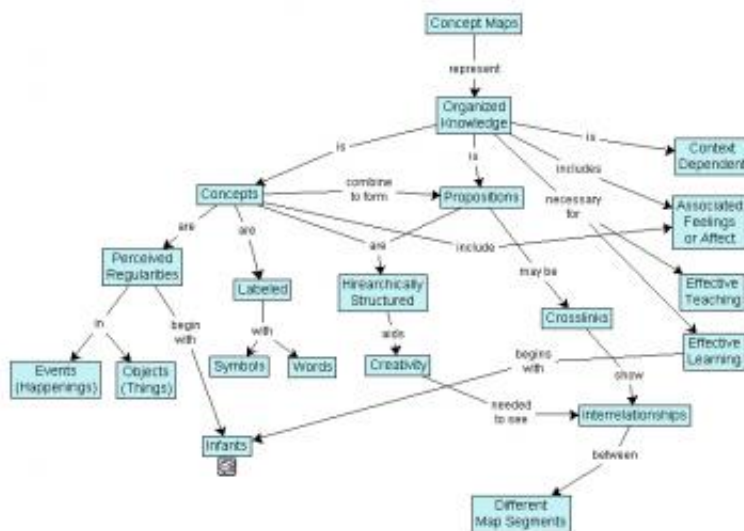 Concept Maps
represent
Organized
Knowledge
is
is
is
Context
Dependent
includes
Concepts
combine
to form
Propositions
necessary
for
Associated
Feelings
or Affect
are
are
are
include
Perceived
Regularities
Labeled
Hirearchically
Structured
may be
Effective
Teaching
in
begin
with
with
aids
Crosslinks
Events
(Happenings)
Objects
(Things)
Symbols
Words
Creativity
begins
with
show
Effective
Learning
needed
to see
Interrelationships
Infants
between
Different
Map Segments